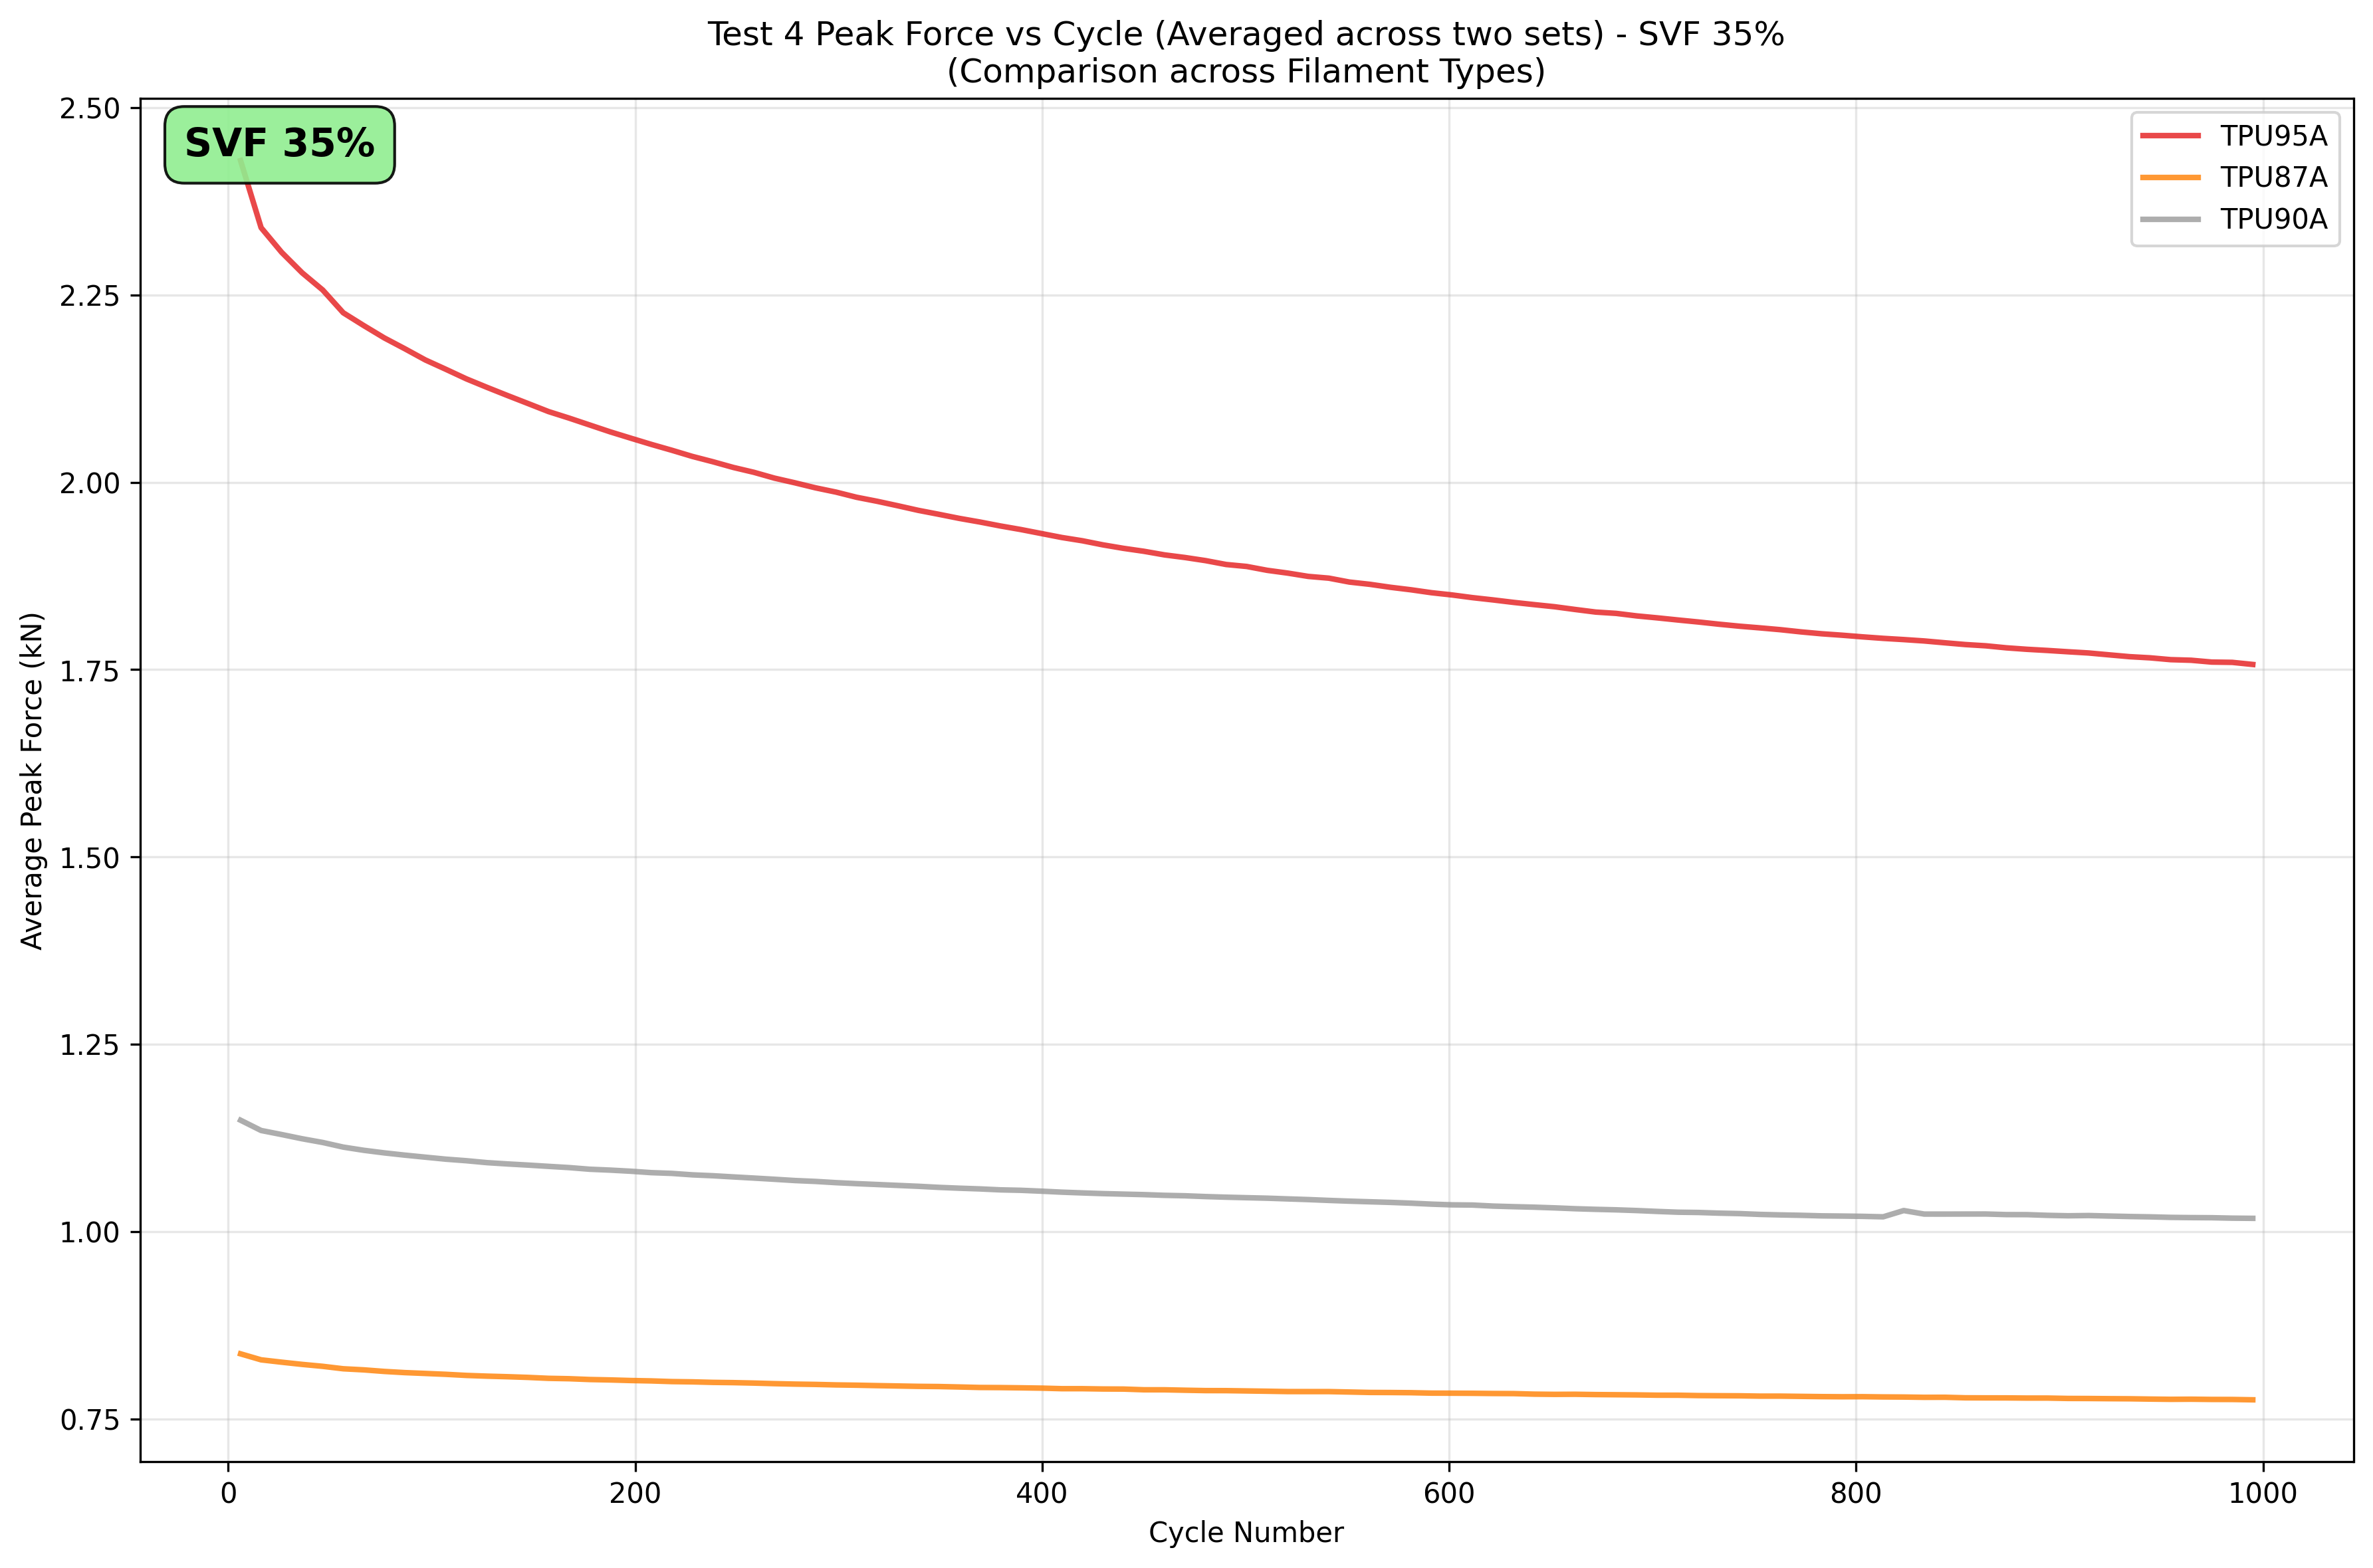 Test 4 Peak Force vs Cycle (Averaged across two sets) - SVF 35%
(Comparison across Filament Types)
SVF 35%
TPU95A
TPU87A
TPU90A
Average Peak Force (kN)
2.50
2.25
2.00
1.75
1.50
1.25
1.00
0.75
0
200
400
600
800
1000
Cycle Number